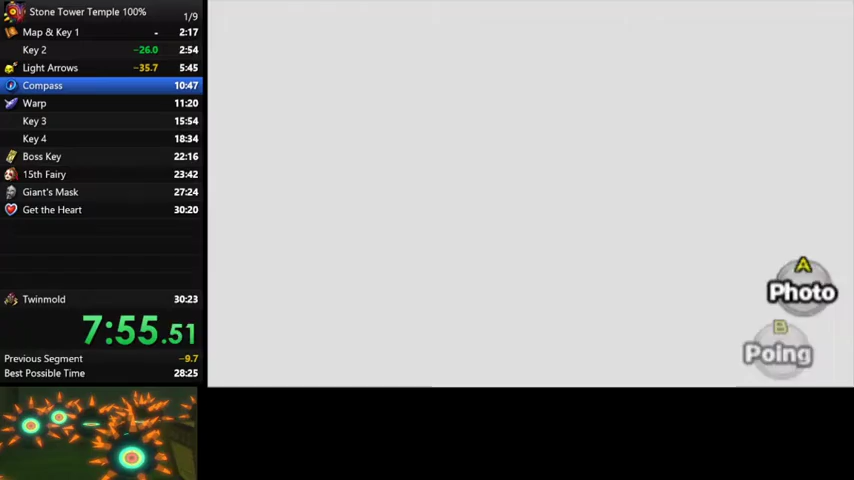 Stone Tower Temple 100%
1/9
Map & Key 1 - 2:17
Key 2 −26.0 2:54
Light Arrows −35.7 5:45
Compass 10:47
Warp 11:20
Key 3 15:54
Key 4 18:34
Boss Key 22:16
15th Fairy 23:42
Giant's Mask 27:24
Get the Heart 30:20
Twinmold 30:23
7:55.51
Previous Segment −9.7
Best Possible Time 28:25
A
Photo
B
Poing